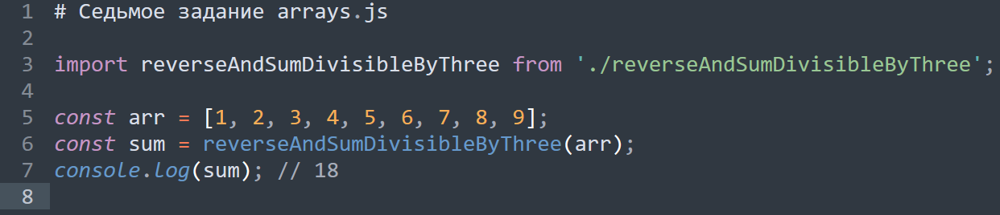 1 # Седьмое задание arrays.js
2
3 import reverseAndSumDivisibleByThree from './reverseAndSumDivisibleByThree';
4
5 const arr = [1, 2, 3, 4, 5, 6, 7, 8, 9];
6 const sum = reverseAndSumDivisibleByThree(arr);
7 console.log(sum); // 18
8